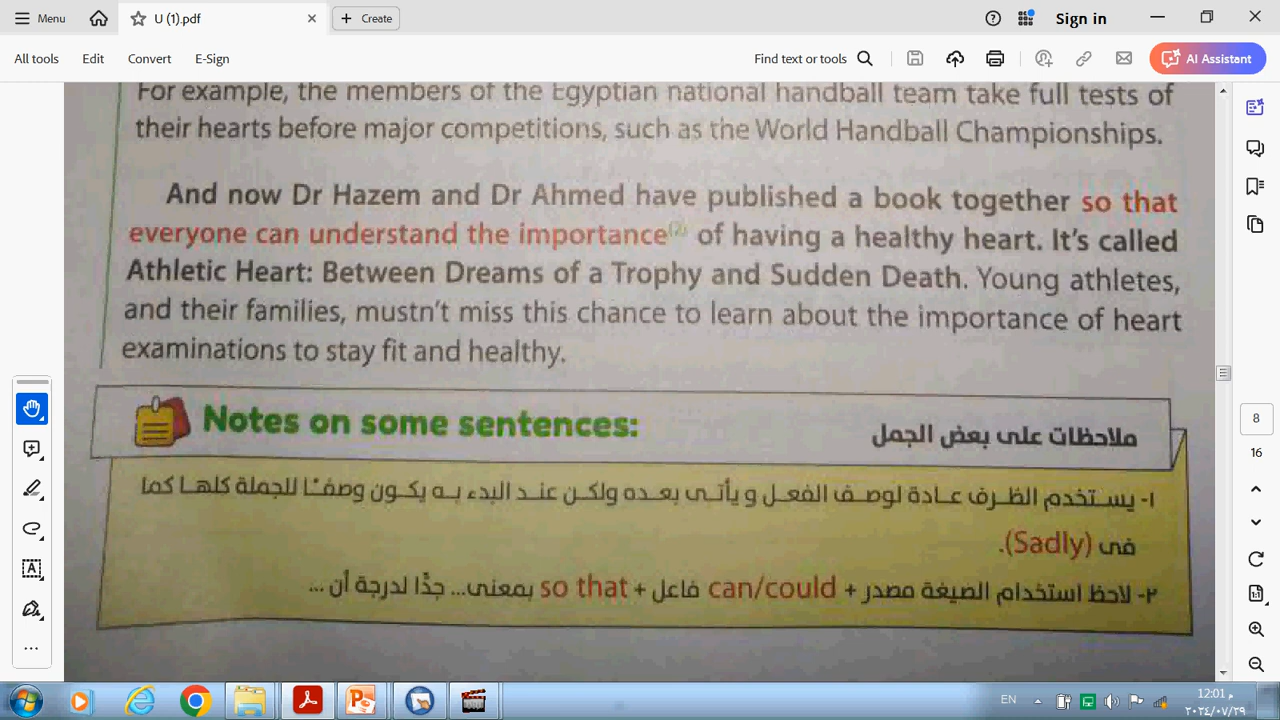 Menu
U (1).pdf
Create
Sign in
All tools
Edit
Convert
E-Sign
Find text or tools
AI Assistant
For example, the members of the Egyptian national handball team take full tests of
their hearts before major competitions, such as the World Handball Championships.
And now Dr Hazem and Dr Ahmed have published a book together so that
everyone can understand the importance(2) of having a healthy heart. It's called
Athletic Heart: Between Dreams of a Trophy and Sudden Death. Young athletes,
and their families, mustn't miss this chance to learn about the importance of heart
examinations to stay fit and healthy.
Notes on some sentences:
ملاحظات على بعض الجمل
١- يستخدم الظرف عادة لوصف الفعل و يأتى بعده ولكن عند البدء به يكون وصفًا للجملة كلها كما
فى (Sadly).
٢- لاحظ استخدام الصيغة مصدر + can/could فاعل + so that بمعنى... جدًّا لدرجة أن ...
8
16
EN
12:01 م
٢٠٢٤/٠٧/٢٩